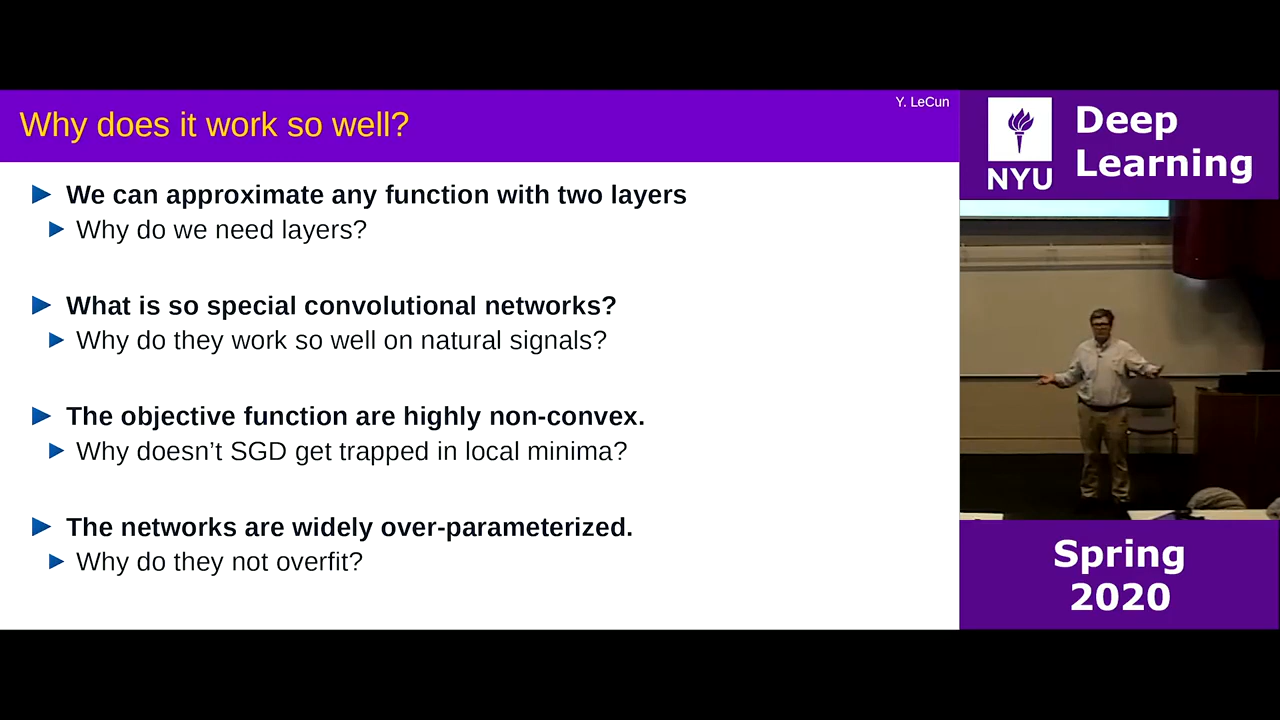 Y. LeCun
Why does it work so well?
We can approximate any function with two layers
Why do we need layers?
What is so special convolutional networks?
Why do they work so well on natural signals?
The objective function are highly non-convex.
Why doesn’t SGD get trapped in local minima?
The networks are widely over-parameterized.
Why do they not overfit?
NYU
Deep
Learning
Spring
2020